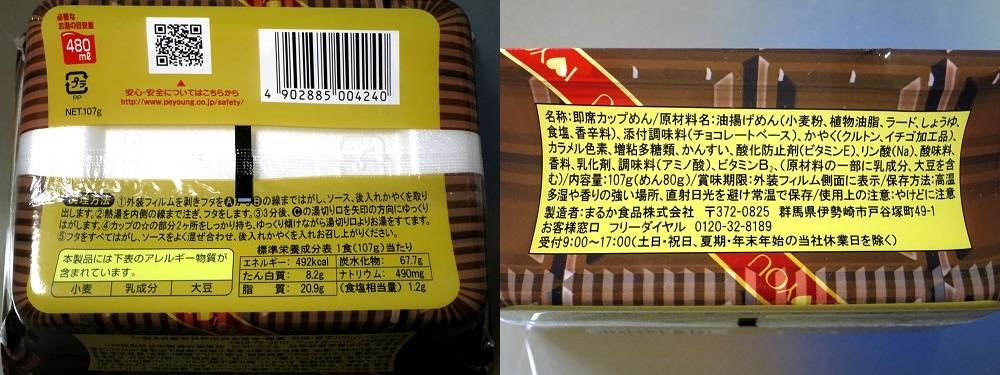 必要な
お湯の目安量
480
mℓ
プラ
PP
NET.107g
安心・安全についてはこちらから
http://www.peyoung.co.jp/safety/
4 902885 004240
調理方法 ①外装フィルムを剥きフタをAからBの線まではがし、ソース、後入れかやくを取り
出します。②熱湯を内側の線まで注ぎ、フタをします。③3分後、Cの湯切り口を矢印の方向にゆっくり
はがします。④カップの☆の部分2ヶ所をしっかり持ち、ゆっくり傾けながら湯切り口よりお湯をすてます。
⑤フタをすべてはがし、ソースをよく混ぜ合わせ、後入れかやくを入れお召し上がりください。
本製品には下表のアレルギー物質が
含まれています。
小麦 乳成分 大豆
標準栄養成分表 1食(107g)当たり
エネルギー: 492kcal 炭水化物: 67.7g
たん白質: 8.2g ナトリウム: 490mg
脂質: 20.9g (食塩相当量) 1.2g
名称:即席カップめん/原材料名:油揚げめん(小麦粉、植物油脂、ラード、しょうゆ、
食塩、香辛料)、添付調味料(チョコレートベース)、かやく(クルトン、イチゴ加工品)、
カラメル色素、増粘多糖類、かんすい、酸化防止剤(ビタミンE)、リン酸(Na)、酸味料、
香料、乳化剤、調味料(アミノ酸)、ビタミンB₂、(原材料の一部に乳成分、大豆を含
む)/内容量:107g(めん80g)/賞味期限:外装フィルム側面に表示/保存方法:高温
多湿や香りの強い場所、直射日光を避け常温で保存/使用上の注意:やけどに注意
製造者:まるか食品株式会社 〒372-0825 群馬県伊勢崎市戸谷塚町49-1
お客様窓口 フリーダイヤル 0120-32-8189
受付9:00〜17:00(土・日・祝日、夏期・年末年始の当社休業日を除く)
YOU